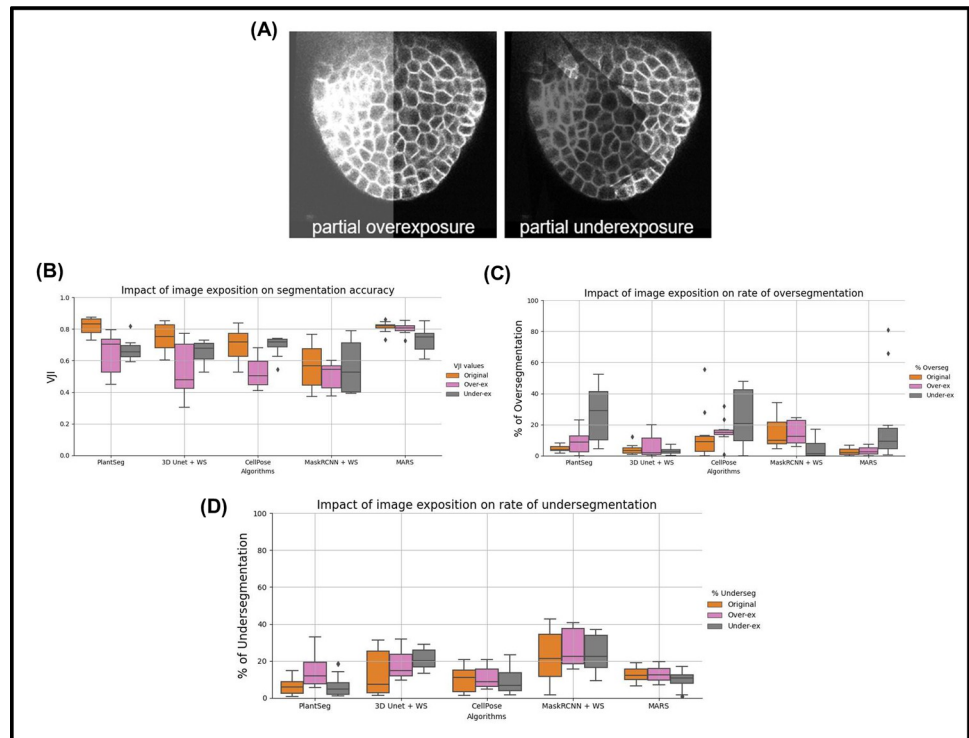 (A)
partial overexposure
partial underexposure
(B)
Impact of image exposition on segmentation accuracy
1.0
0.8
0.6
0.4
0.2
0.0
VJI
PlantSeg
3D Unet + WS
CellPose
MaskRCNN + WS
MARS
Algorithms
VJI values
Original
Over-ex
Under-ex
(C)
Impact of image exposition on rate of oversegmentation
100
80
60
40
20
0
% of Oversegmentation
PlantSeg
3D Unet + WS
CellPose
MaskRCNN + WS
MARS
Algorithms
% Overseg
Original
Over-ex
Under-ex
(D)
Impact of image exposition on rate of undersegmentation
100
80
60
40
20
0
% of Undersegmentation
PlantSeg
3D Unet + WS
CellPose
MaskRCNN + WS
MARS
Algorithms
% Underseg
Original
Over-ex
Under-ex